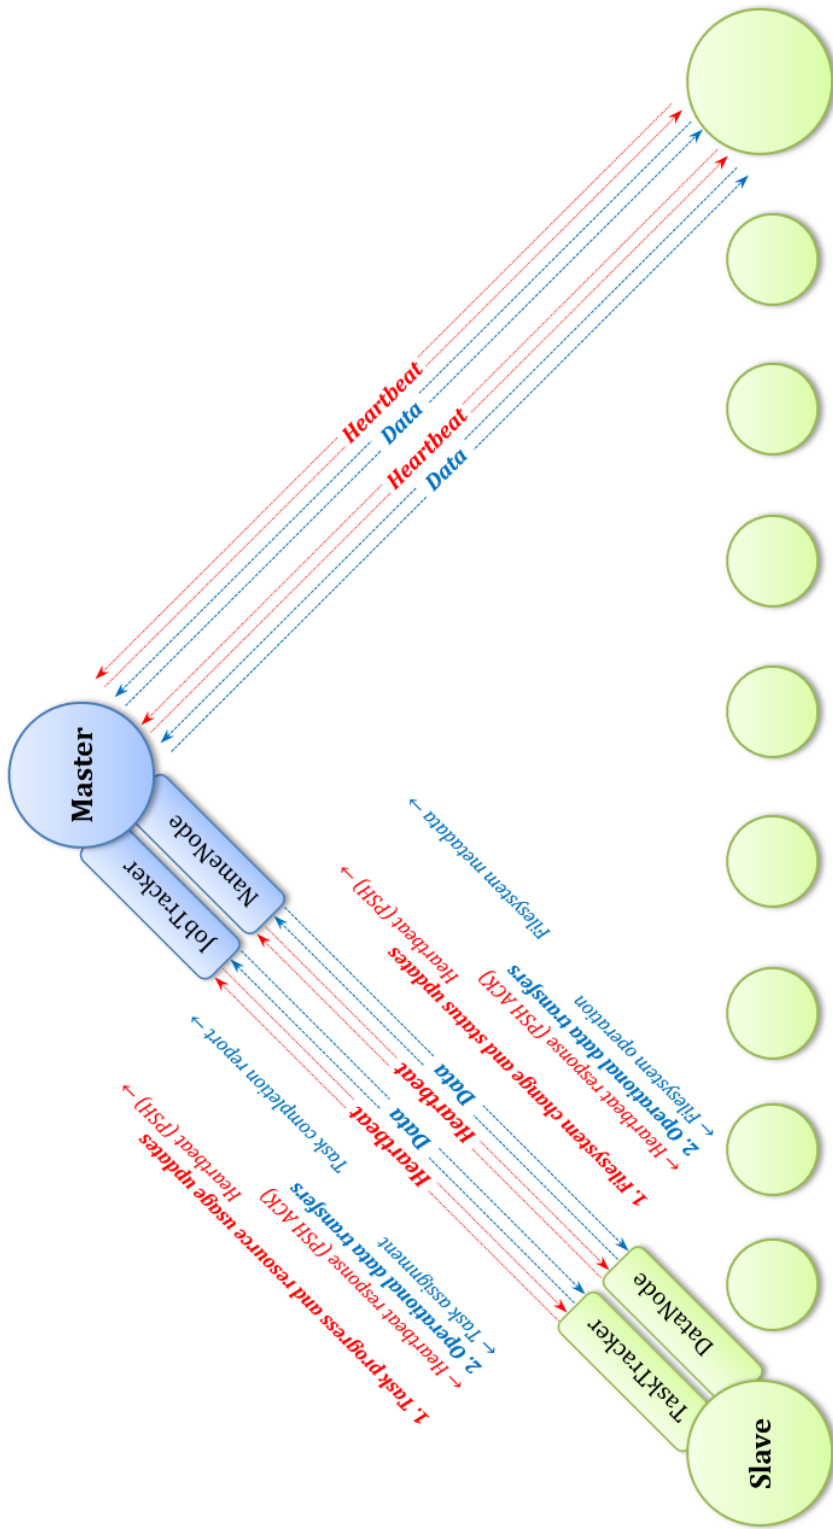 Master
JobTracker
NameNode
Heartbeat
Data
Heartbeat
Data
1. Task progress and resource usage updates
Heartbeat (PSH) →
← Heartbeat response (PSH ACK)
2. Operational data transfers
← Task assignment
Task completion report →
Heartbeat
Data
Heartbeat
Data
1. Filesystem change and status updates
Heartbeat (PSH) →
← Heartbeat response (PSH ACK)
2. Operational data transfers
← Filesystem operation
Filesystem metadata →
TaskTracker
DataNode
Slave